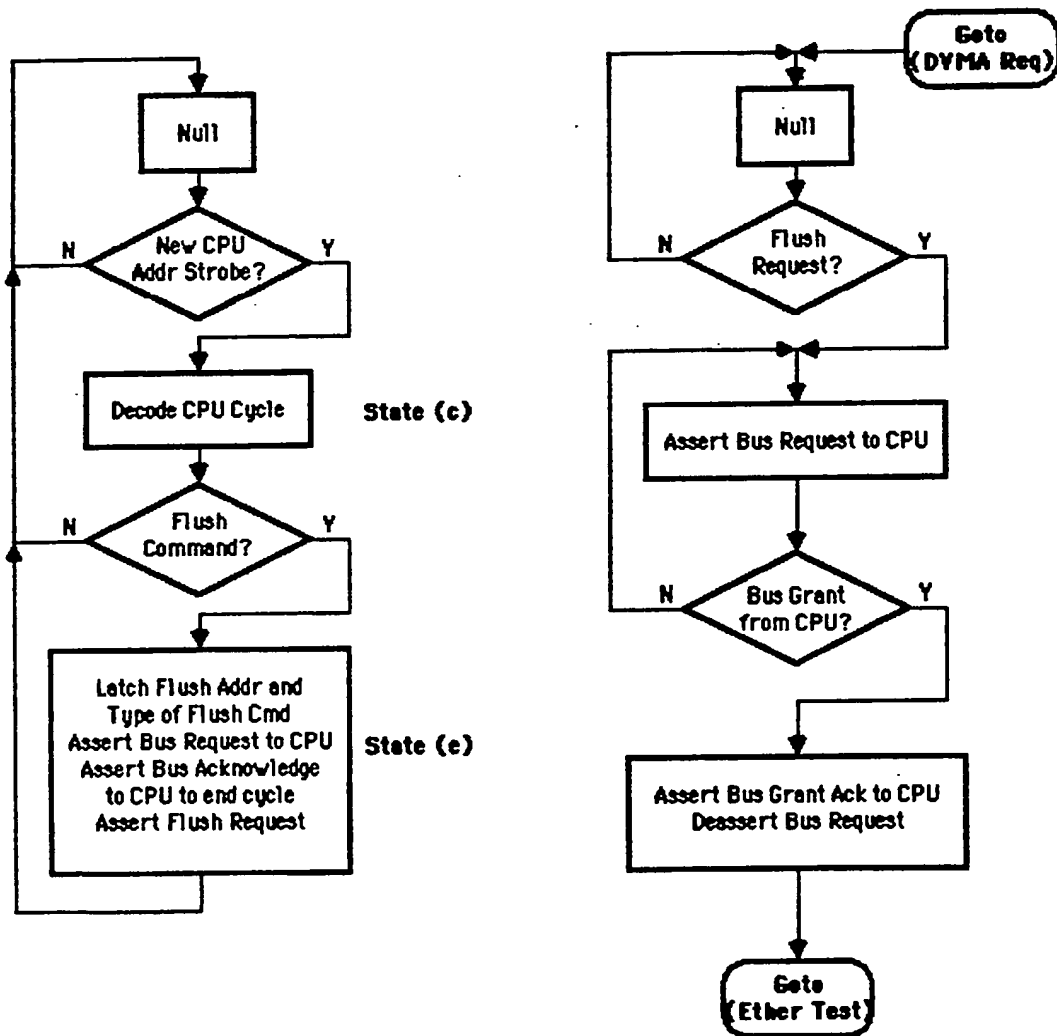 Null
New CPU
Addr Strobe?
N
Y
Decode CPU Cycle
State (c)
Flush
Command?
N
Y
Latch Flush Addr and
Type of Flush Cmd
Assert Bus Request to CPU
Assert Bus Acknowledge
to CPU to end cycle
Assert Flush Request
State (e)
Goto
(DVMA Req)
Null
Flush
Request?
N
Y
Assert Bus Request to CPU
Bus Grant
from CPU?
N
Y
Assert Bus Grant Ack to CPU
Deassert Bus Request
Goto
(Ether Test)